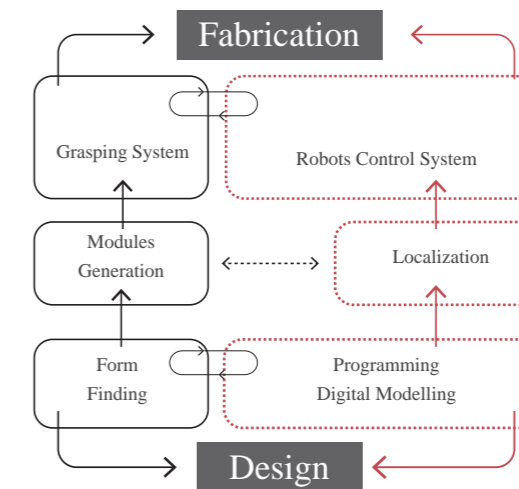 Fabrication
Grasping System
Robots Control System
Modules
Generation
Localization
Form
Finding
Programming
Digital Modelling
Design